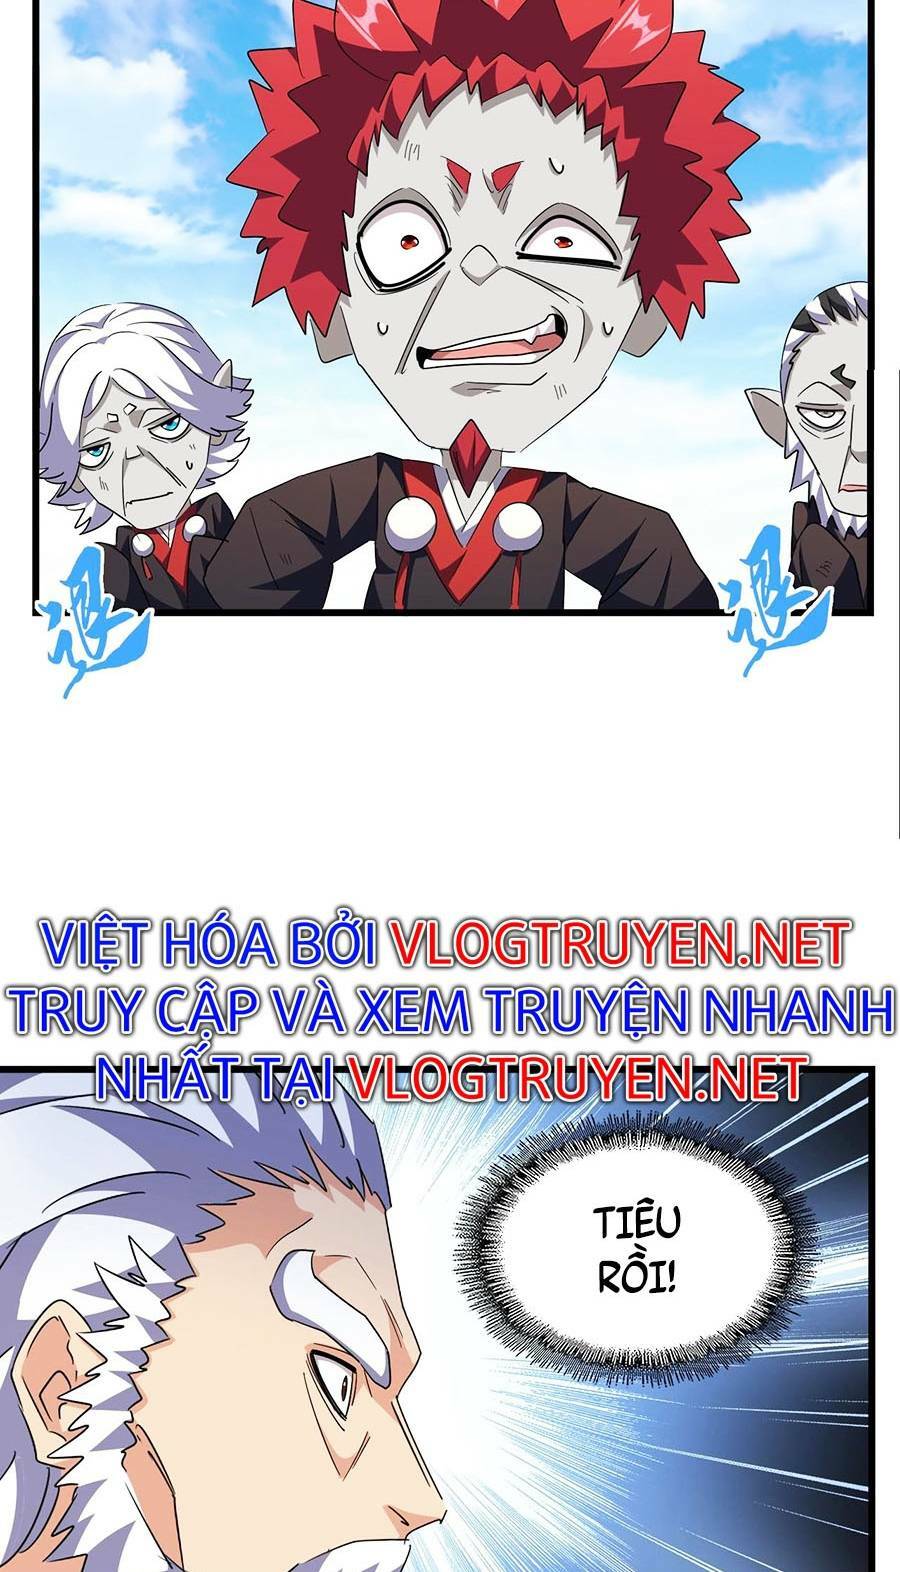 退
退
VIỆT HÓA BỞI VLOGTRUYEN.NET
TRUY CẬP VÀ XEM TRUYỆN NHANH
NHẤT TẠI VLOGTRUYEN.NET
TIÊU
RỒI!